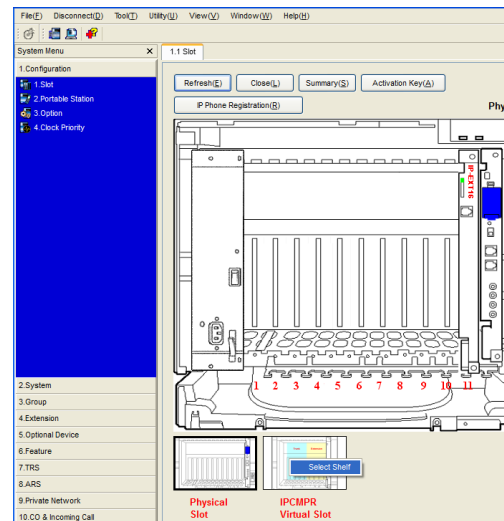 File(F) Disconnect(D) Tool(T) Utility(U) View(V) Window(W) Help(H)
System Menu
1.1 Slot
1.Configuration
1.Slot
2.Portable Station
3.Option
4.Clock Priority
Refresh(E) Close(L) Summary(S) Activation Key(A)
IP Phone Registration(R)
Phy
IP-EXT16
1 2 3 4 5 6 7 8 9 10 11
2.System
3.Group
4.Extension
5.Optional Device
6.Feature
7.TRS
8.ARS
9.Private Network
10.CO & Incoming Call
Select Shelf
Physical
Slot
IPCMPR
Virtual Slot